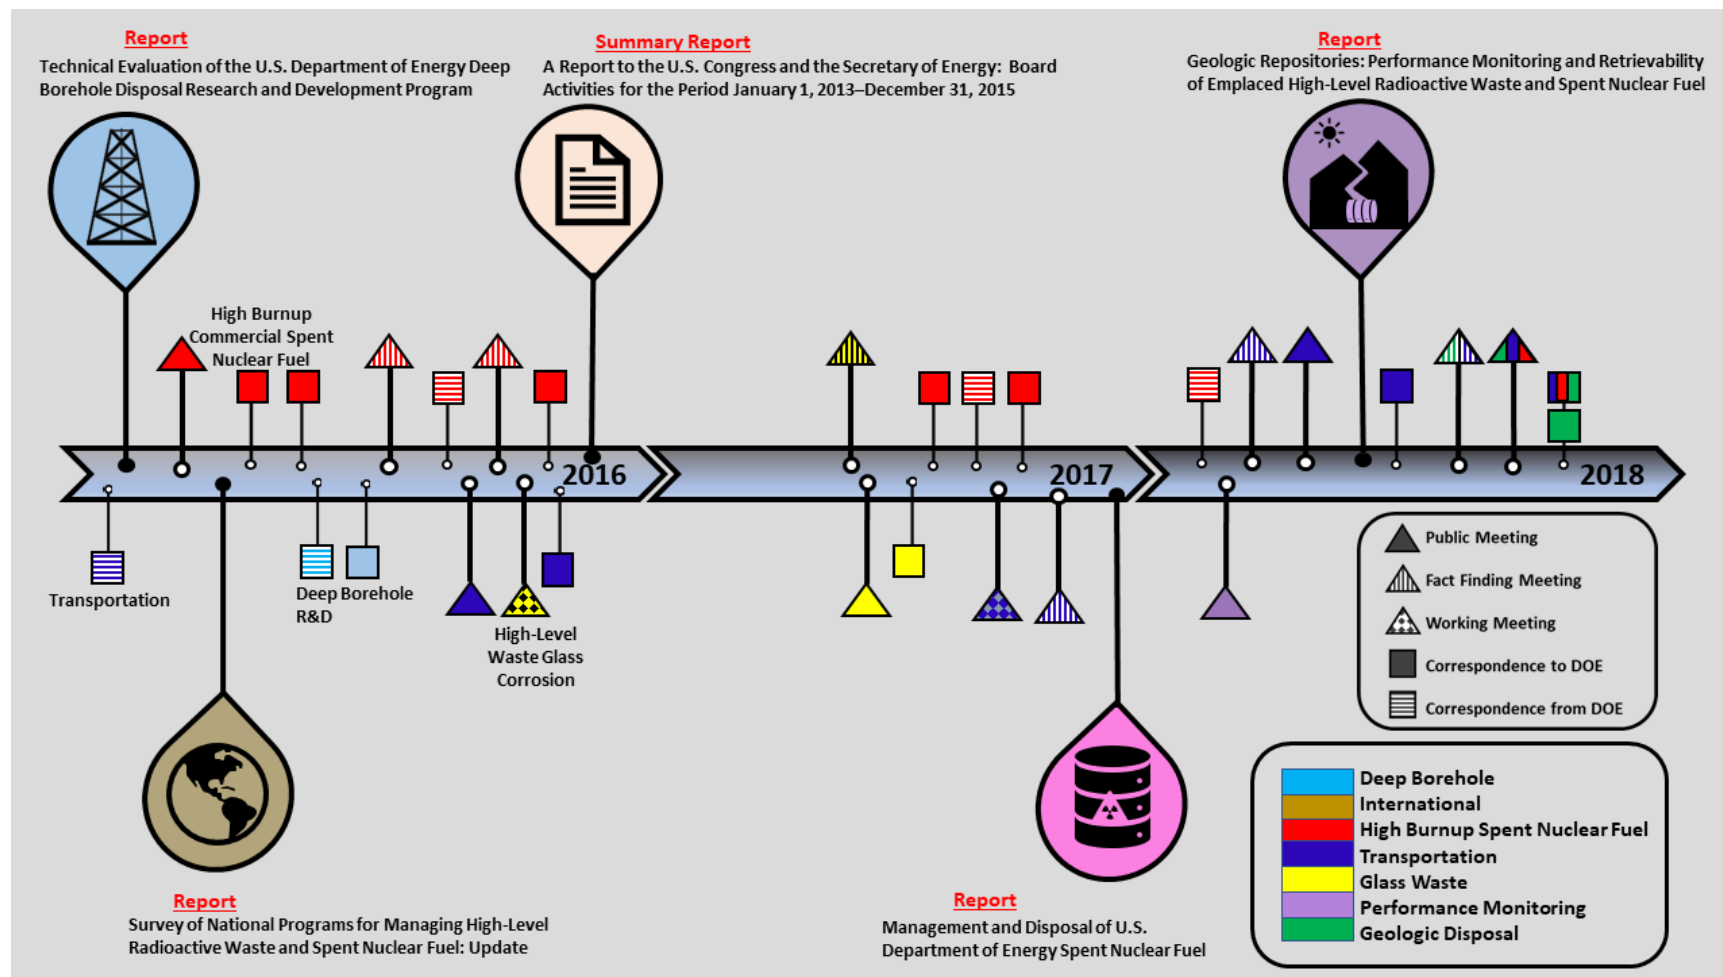 Report
Technical Evaluation of the U.S. Department of Energy Deep
Borehole Disposal Research and Development Program
Summary Report
A Report to the U.S. Congress and the Secretary of Energy: Board
Activities for the Period January 1, 2013–December 31, 2015
Report
Geologic Repositories: Performance Monitoring and Retrievability
of Emplaced High-Level Radioactive Waste and Spent Nuclear Fuel
High Burnup
Commercial Spent
Nuclear Fuel
2016
2017
2018
Transportation
Deep Borehole
R&D
High-Level
Waste Glass
Corrosion
Public Meeting
Fact Finding Meeting
Working Meeting
Correspondence to DOE
Correspondence from DOE
Deep Borehole
International
High Burnup Spent Nuclear Fuel
Transportation
Glass Waste
Performance Monitoring
Geologic Disposal
Report
Survey of National Programs for Managing High-Level
Radioactive Waste and Spent Nuclear Fuel: Update
Report
Management and Disposal of U.S.
Department of Energy Spent Nuclear Fuel